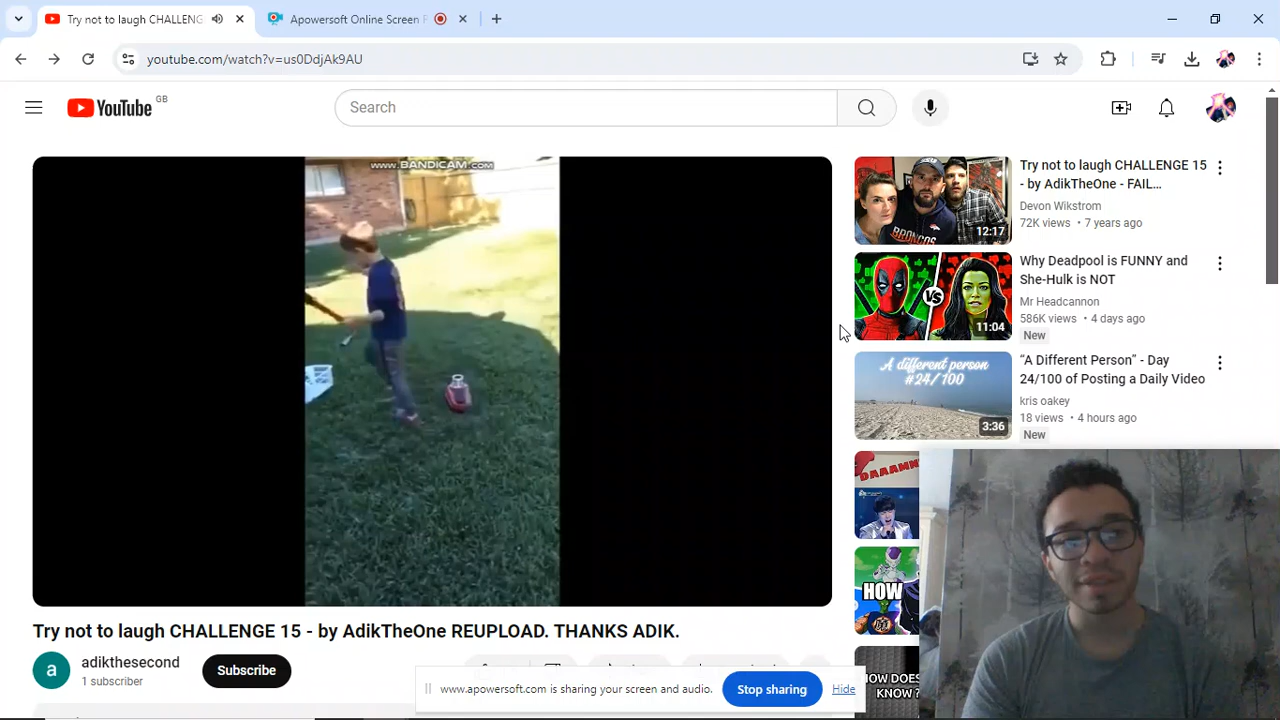 Try not to laugh CHALLENGE
Apowersoft Online Screen R
youtube.com/watch?v=us0DdjAk9AU
YouTube GB
Search
www.BANDICAM.com
Try not to laugh CHALLENGE 15
- by AdikTheOne - FAIL...
Devon Wikstrom
72K views • 7 years ago
12:17
BRONCOS
Why Deadpool is FUNNY and
She-Hulk is NOT
Mr Headcannon
586K views • 4 days ago
New
VS
11:04
“A Different Person” - Day
24/100 of Posting a Daily Video
kris oakey
18 views • 4 hours ago
New
A different person
#24/100
3:36
DAAAMN
HOW
HOW DOES
KNOW?
Try not to laugh CHALLENGE 15 - by AdikTheOne REUPLOAD. THANKS ADIK.
a
adikthesecond
1 subscriber
Subscribe
www.apowersoft.com is sharing your screen and audio.
Stop sharing
Hide